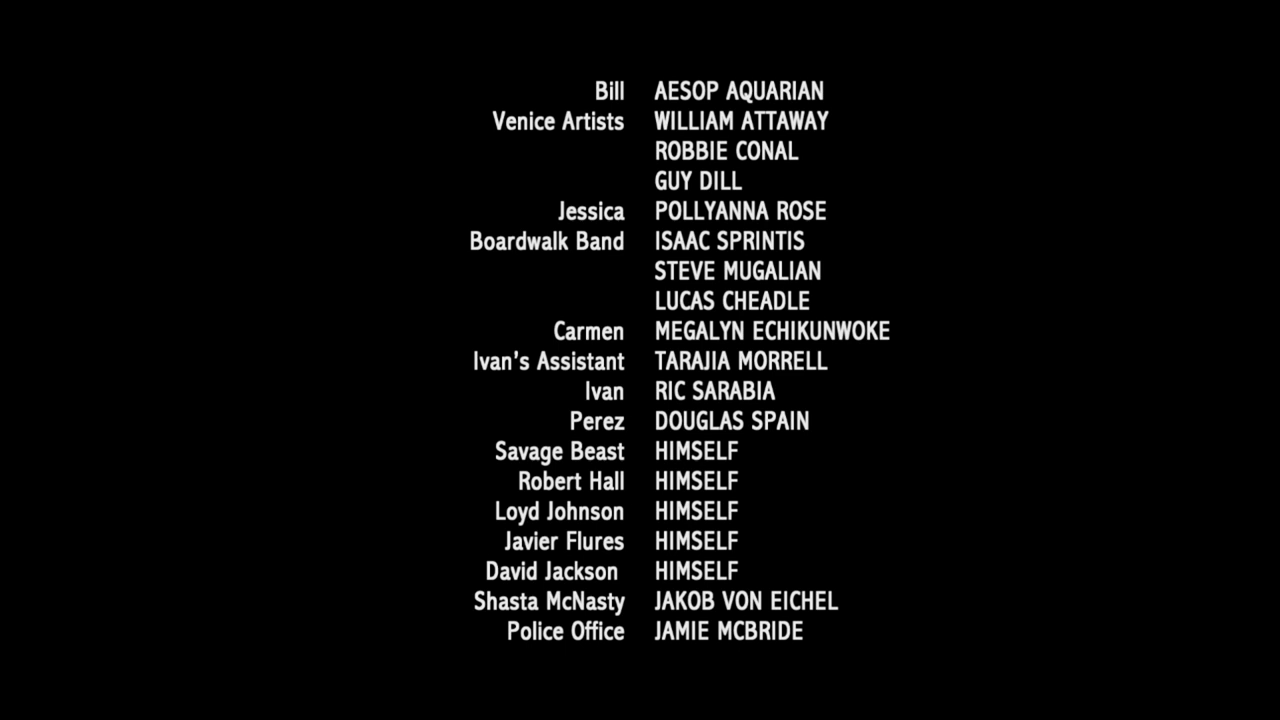 Bill AESOP AQUARIAN
Venice Artists WILLIAM ATTAWAY
ROBBIE CONAL
GUY DILL
Jessica POLLYANNA ROSE
Boardwalk Band ISAAC SPRINTIS
STEVE MUGALIAN
LUCAS CHEADLE
Carmen MEGALYN ECHIKUNWOKE
Ivan's Assistant TARAJIA MORRELL
Ivan RIC SARABIA
Perez DOUGLAS SPAIN
Savage Beast HIMSELF
Robert Hall HIMSELF
Loyd Johnson HIMSELF
Javier Flures HIMSELF
David Jackson HIMSELF
Shasta McNasty JAKOB VON EICHEL
Police Office JAMIE MCBRIDE